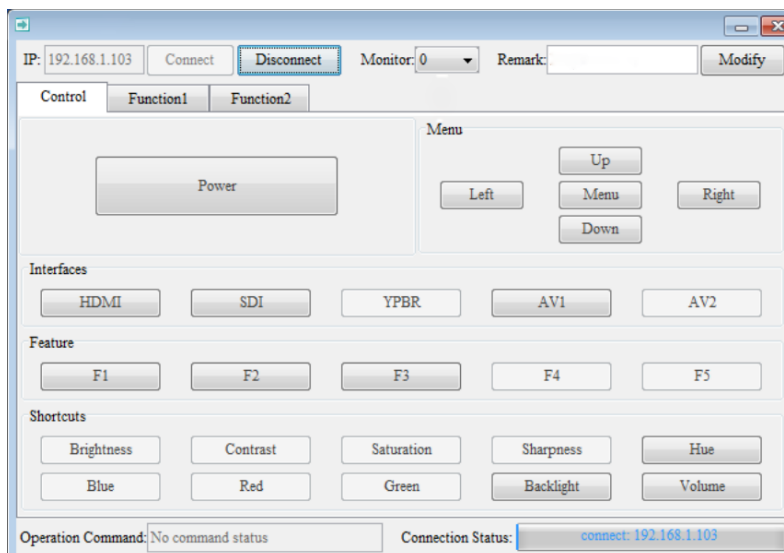 IP: 192.168.1.103 Connect Disconnect Monitor: 0 Remark: Modify
Control Function1 Function2
Menu
Power
Up
Left Menu Right
Down
Interfaces
HDMI SDI YPBR AV1 AV2
Feature
F1 F2 F3 F4 F5
Shortcuts
Brightness Contrast Saturation Sharpness Hue
Blue Red Green Backlight Volume
Operation Command: No command status Connection Status: connect: 192.168.1.103